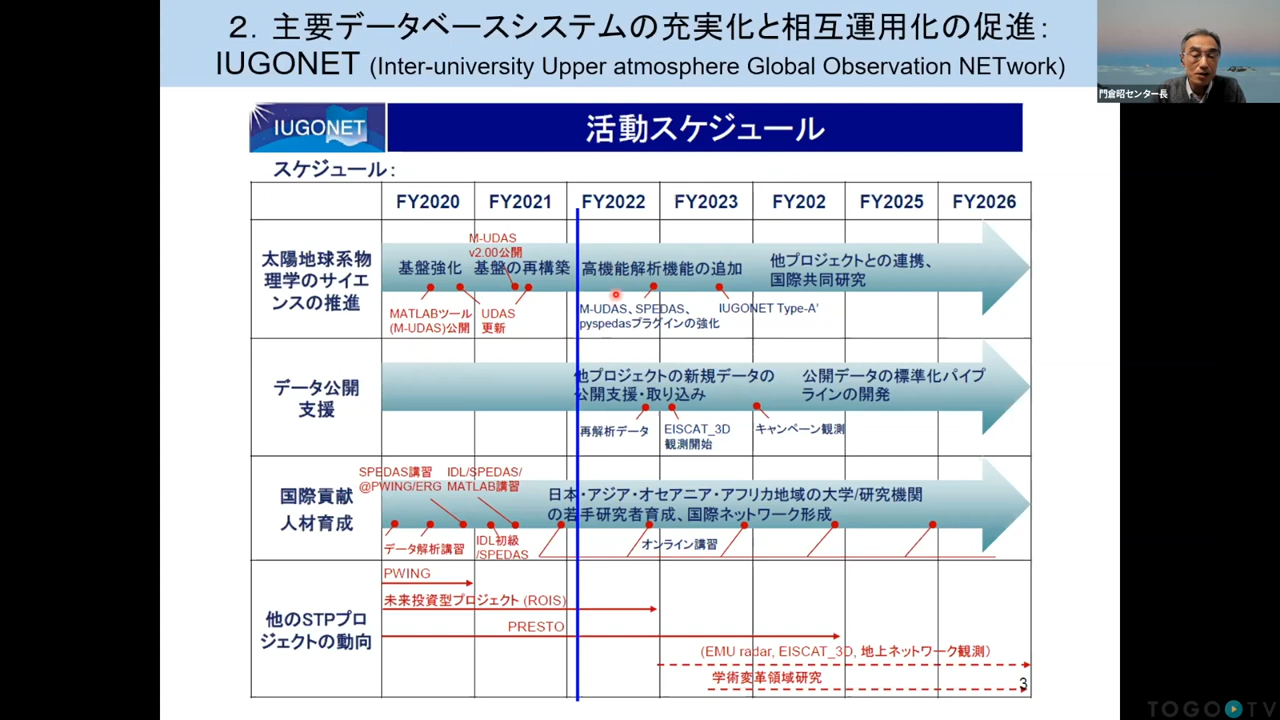 2．主要データベースシステムの充実化と相互運用化の促進：
IUGONET (Inter-university Upper atmosphere Global Observation NETwork)
門倉昭センター長
IUGONET
活動スケジュール
スケジュール：
FY2020 FY2021 FY2022 FY2023 FY202 FY2025 FY2026
太陽地球系物
理学のサイエ
ンスの推進
M-UDAS
v2.00公開
基盤強化 基盤の再構築 高機能解析機能の追加
他プロジェクトとの連携、
国際共同研究
MATLABツール
(M-UDAS)公開
UDAS
更新
M-UDAS、SPEDAS、
pyspedasプラグインの強化
IUGONET Type-A'
データ公開
支援
他プロジェクトの新規データの
公開支援・取り込み
公開データの標準化パイプ
ラインの開発
再解析データ
EISCAT_3D
観測開始
キャンペーン観測
国際貢献
人材育成
SPEDAS講習
@PWING/ERG
IDL/SPEDAS/
MATLAB講習
日本・アジア・オセアニア・アフリカ地域の大学/研究機関
の若手研究者育成、国際ネットワーク形成
データ解析講習
IDL初級
/SPEDAS
オンライン講習
他のSTPプロ
ジェクトの動向
PWING
未来投資型プロジェクト (ROIS)
PRESTO
(EMU radar, EISCAT_3D, 地上ネットワーク観測）
学術変革領域研究
3
TOGO TV